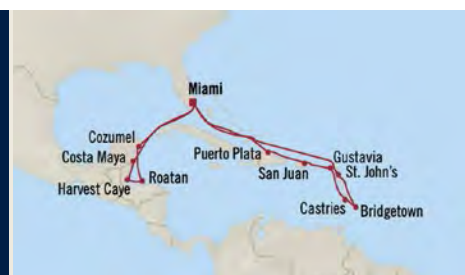 Miami
Cozumel
Costa Maya
Harvest Caye
Roatan
Puerto Plata
San Juan
Gustavia
St. John's
Castries
Bridgetown